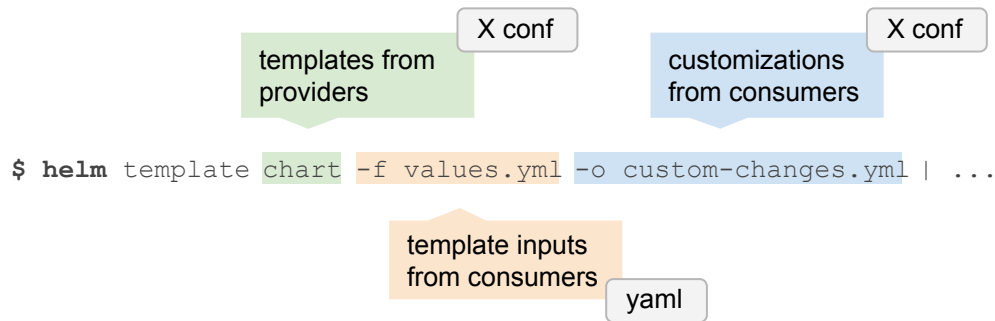 X conf
X conf
templates from
providers
customizations
from consumers
$ helm template chart -f values.yml -o custom-changes.yml | ...
template inputs
from consumers
yaml